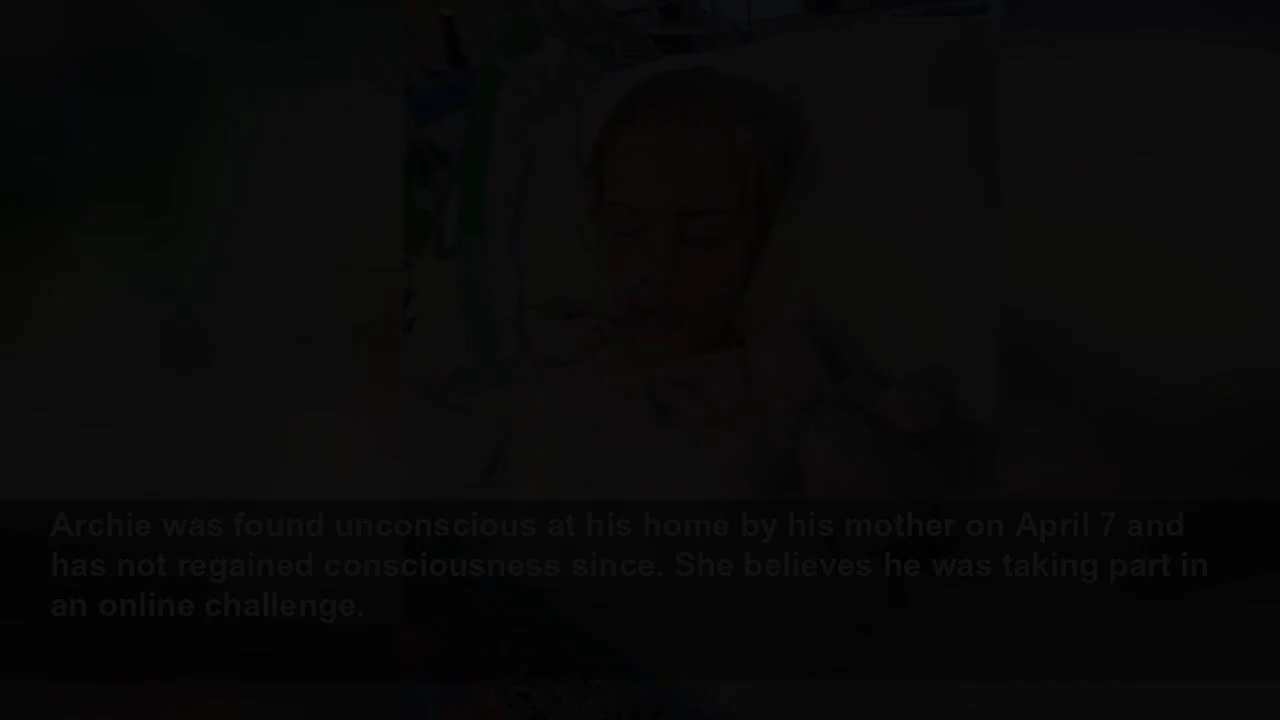 Archie was found unconscious at his home by his mother on April 7 and
has not regained consciousness since. She believes he was taking part in
an online challenge.